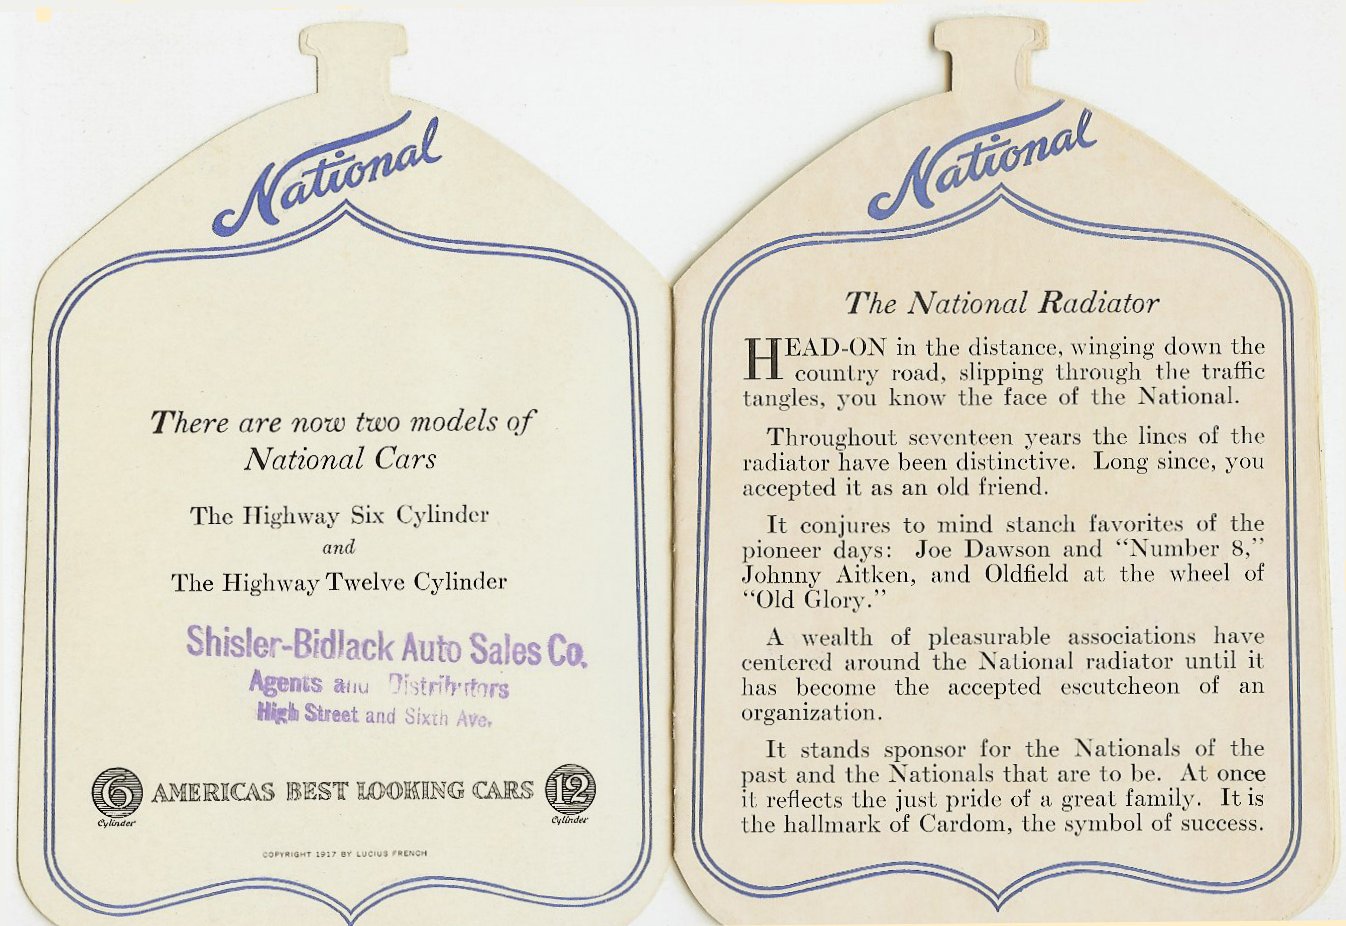 National
There are now two models of
National Cars
The Highway Six Cylinder
and
The Highway Twelve Cylinder
Shisler-Bidlack Auto Sales Co.
Agents and Distributors
High Street and Sixth Ave.
6 AMERICAS BEST LOOKING CARS 12
Cylinder Cylinder
COPYRIGHT 1917 BY LUCIUS FRENCH
National
The National Radiator
HEAD-ON in the distance, winging down the
country road, slipping through the traffic
tangles, you know the face of the National.
Throughout seventeen years the lines of the
radiator have been distinctive. Long since, you
accepted it as an old friend.
It conjures to mind stanch favorites of the
pioneer days: Joe Dawson and “Number 8,”
Johnny Aitken, and Oldfield at the wheel of
“Old Glory.”
A wealth of pleasurable associations have
centered around the National radiator until it
has become the accepted escutcheon of an
organization.
It stands sponsor for the Nationals of the
past and the Nationals that are to be. At once
it reflects the just pride of a great family. It is
the hallmark of Cardom, the symbol of success.